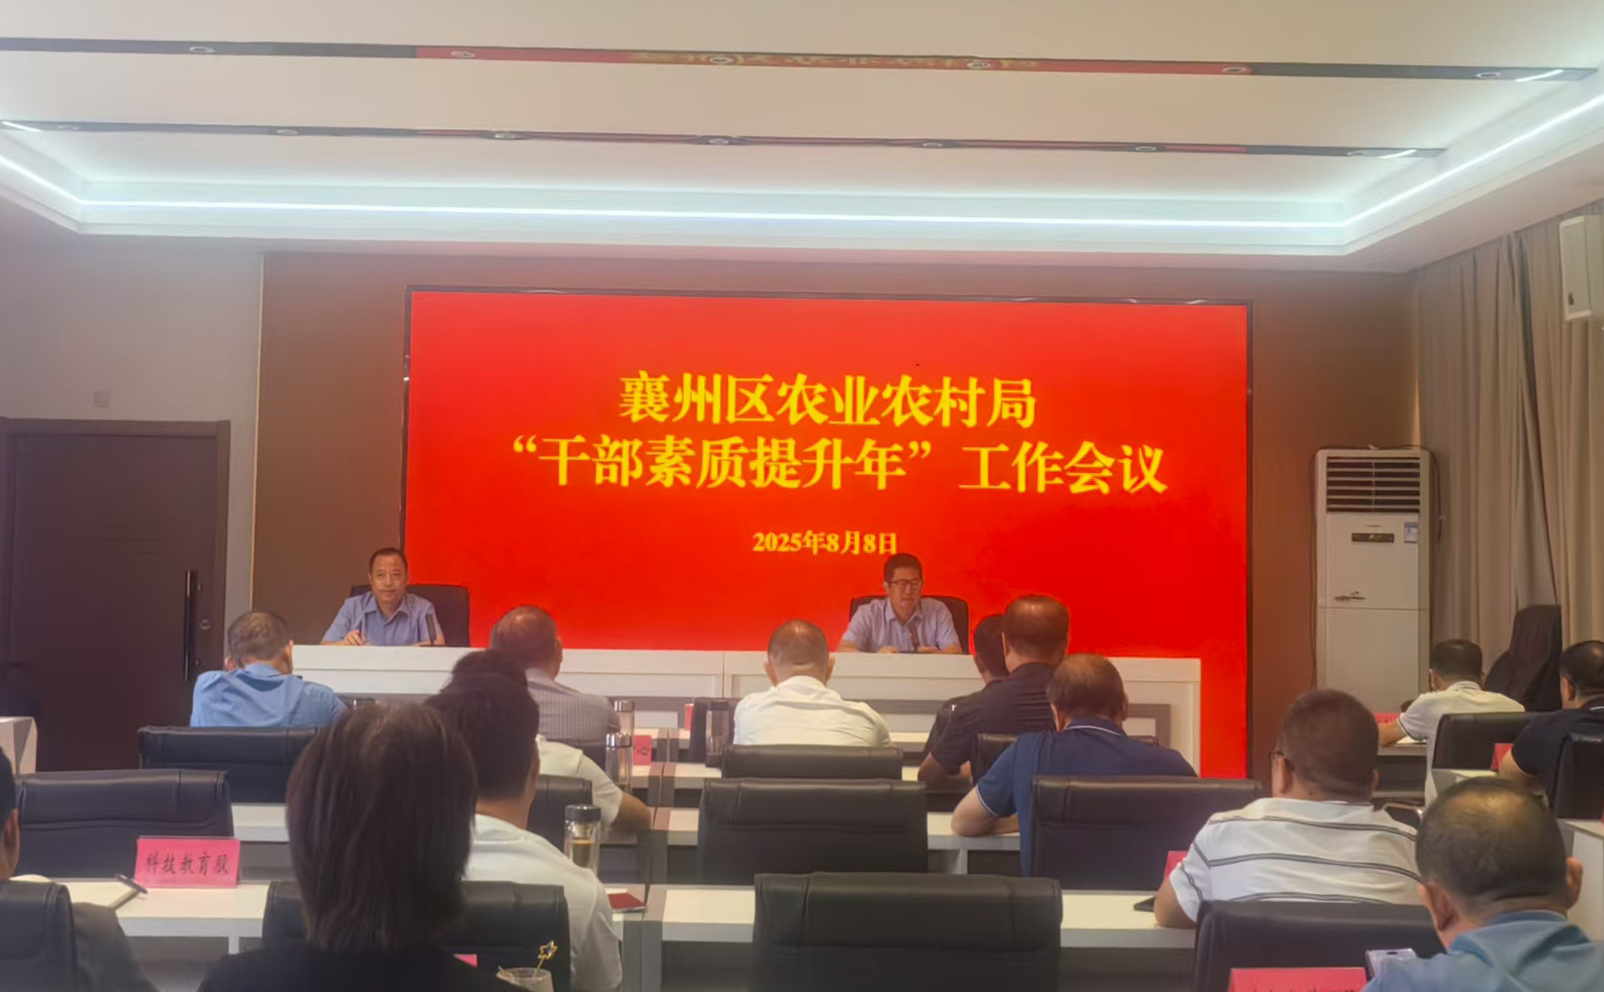 襄州区农业农村局
“干部素质提升年”工作会议
2025年8月8日
科技教育股